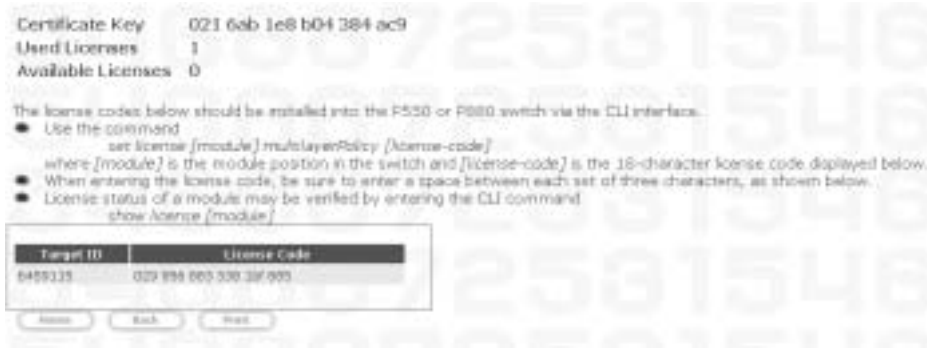 Certificate Key 021 6ab 1e8 b04 384 ac9
Used Licenses 1
Available Licenses 0
The license codes below should be installed into the P550 or P880 switch via the CLI interface.
Use the command
set license [module] multilayerPolicy [license-code]
where [module] is the module position in the switch and [license-code] is the 18-character license code displayed below.
When entering the license code, be sure to enter a space between each set of three characters, as shown below.
License status of a module may be verified by entering the CLI command
show license [module]
Target ID License Code
Back
Print